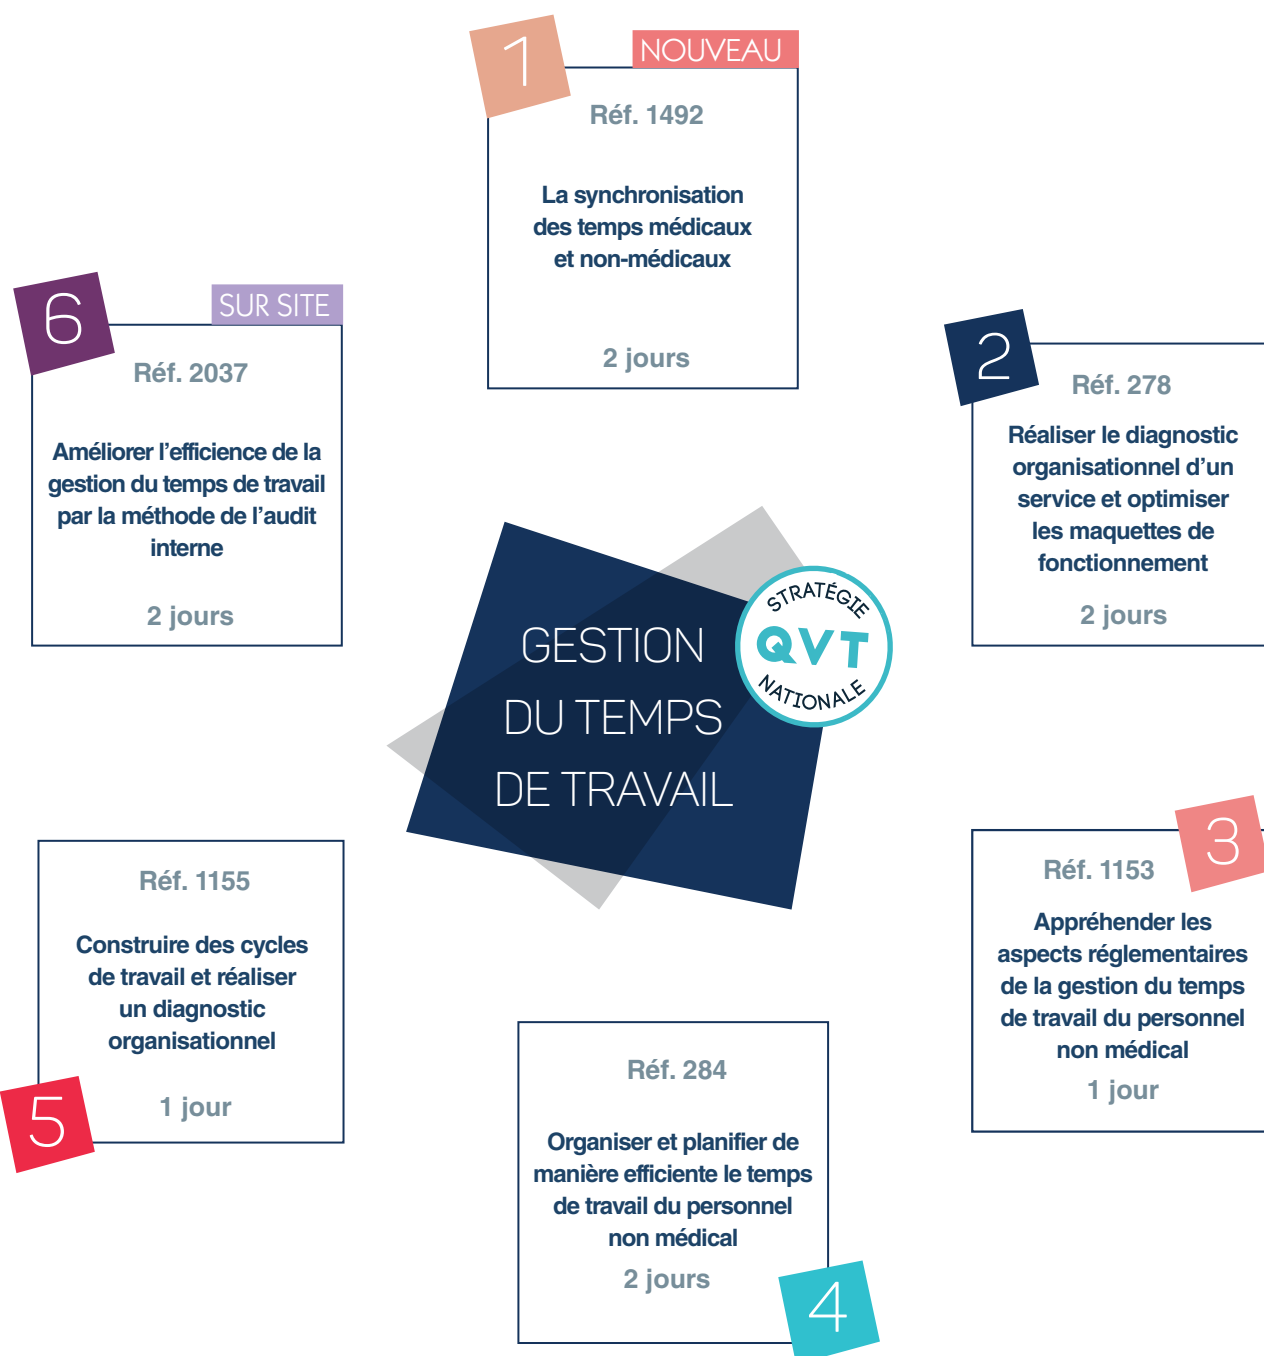 1
NOUVEAU
Réf. 1492
La synchronisation
des temps médicaux
et non-médicaux
2 jours
2
Réf. 278
Réaliser le diagnostic
organisationnel d’un
service et optimiser
les maquettes de
fonctionnement
2 jours
3
Réf. 1153
Appréhender les
aspects réglementaires
de la gestion du temps
de travail du personnel
non médical
1 jour
4
Réf. 284
Organiser et planifier de
manière efficiente le temps
de travail du personnel
non médical
2 jours
5
Réf. 1155
Construire des cycles
de travail et réaliser
un diagnostic
organisationnel
1 jour
6
SUR SITE
Réf. 2037
Améliorer l’efficience de la
gestion du temps de travail
par la méthode de l’audit
interne
2 jours
GESTION
DU TEMPS
DE TRAVAIL
STRATÉGIE
QVT
NATIONALE